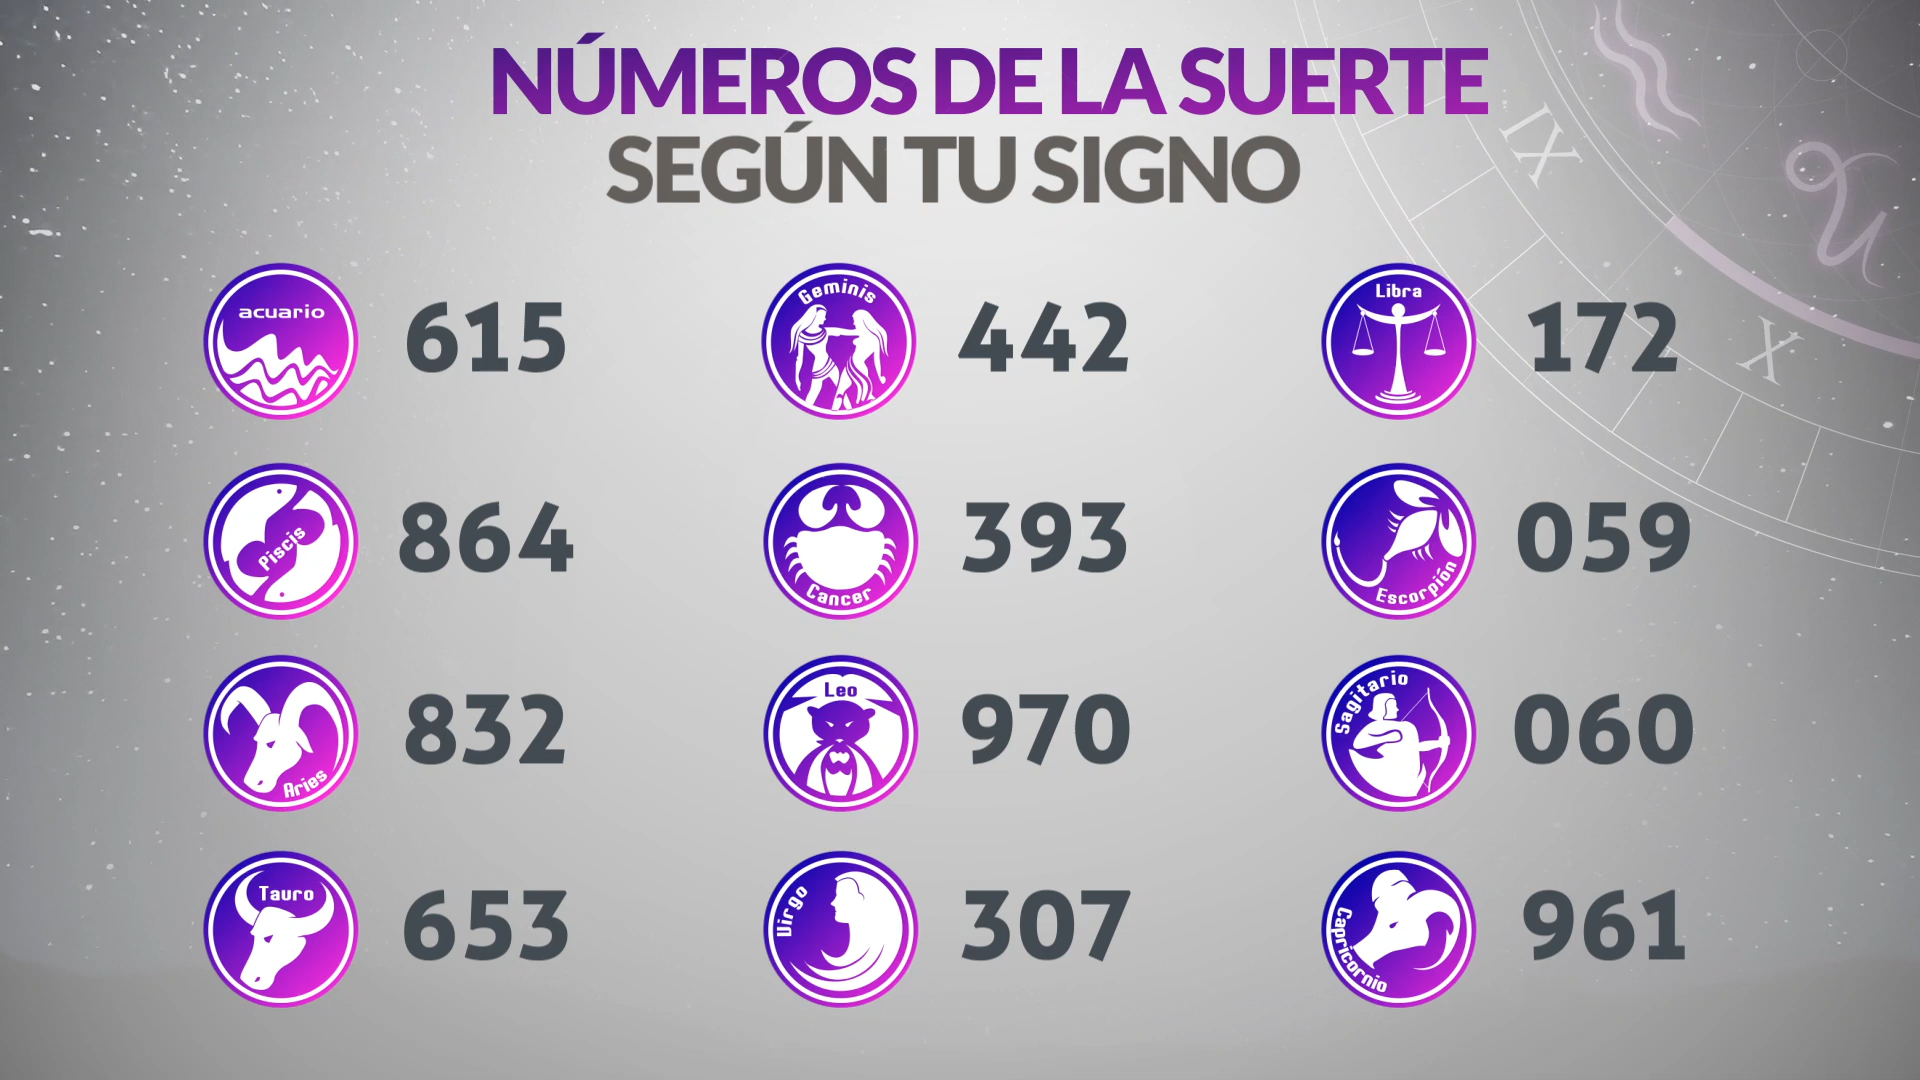 NÚMEROS DE LA SUERTE
SEGÚN TU SIGNO
acuario 615
Geminis 442
Libra 172
Piscis 864
Cancer 393
Escorpión 059
Aries 832
Leo 970
Sagitario 060
Tauro 653
Virgo 307
Capricornio 961
IX
X